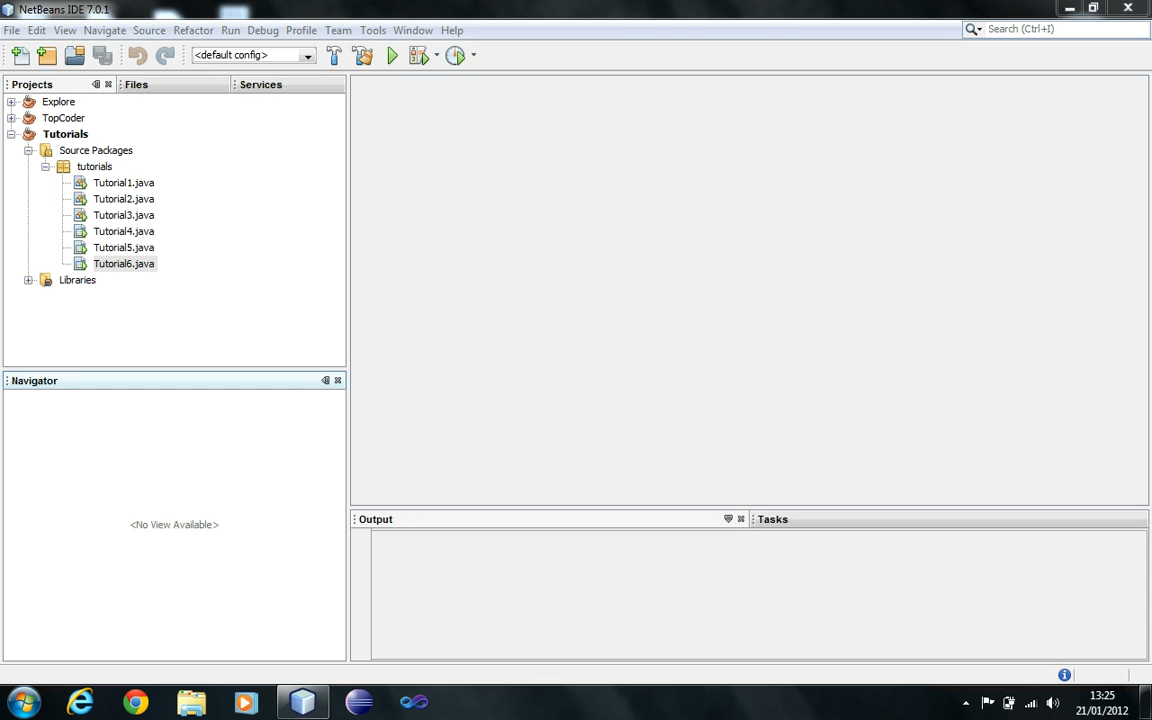 NetBeans IDE 7.0.1
File Edit View Navigate Source Refactor Run Debug Profile Team Tools Window Help
Search (Ctrl+I)
<default config>
Projects Files Services
Explore
TopCoder
Tutorials
Source Packages
tutorials
Tutorial1.java
Tutorial2.java
Tutorial3.java
Tutorial4.java
Tutorial5.java
Tutorial6.java
Libraries
Navigator
<No View Available>
Output Tasks
13:25
21/01/2012